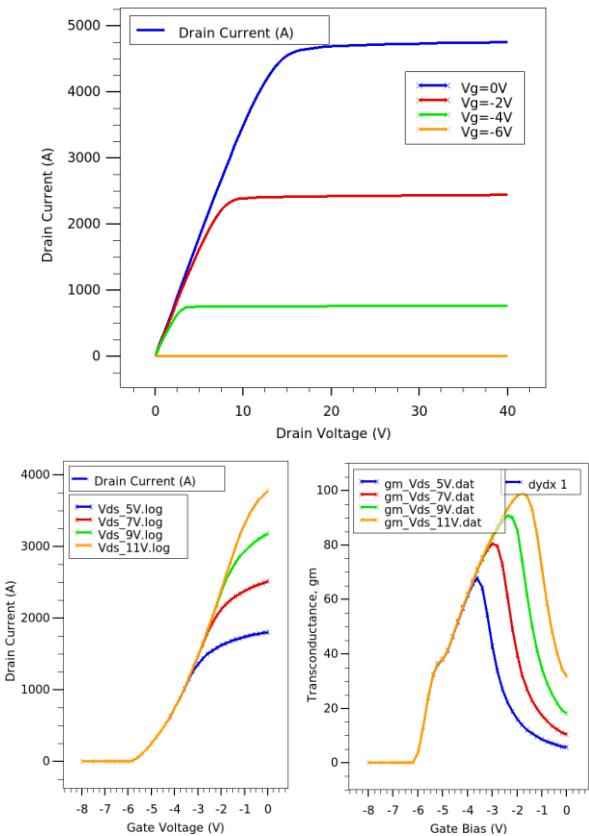 Drain Current (A)
5000
4000
3000
2000
1000
0
Drain Current (A)
Vg=0V
Vg=-2V
Vg=-4V
Vg=-6V
0 10 20 30 40
Drain Voltage (V)
4000
3000
2000
1000
0
Drain Current (A)
Drain Current (A)
Vds_5V.log
Vds_7V.log
Vds_9V.log
Vds_11V.log
-8 -7 -6 -5 -4 -3 -2 -1 0
Gate Voltage (V)
100
80
60
40
20
0
Transconductance, gm
gm_Vds_5V.dat
gm_Vds_7V.dat
gm_Vds_9V.dat
gm_Vds_11V.dat
dydx 1
-8 -7 -6 -5 -4 -3 -2 -1 0
Gate Bias (V)